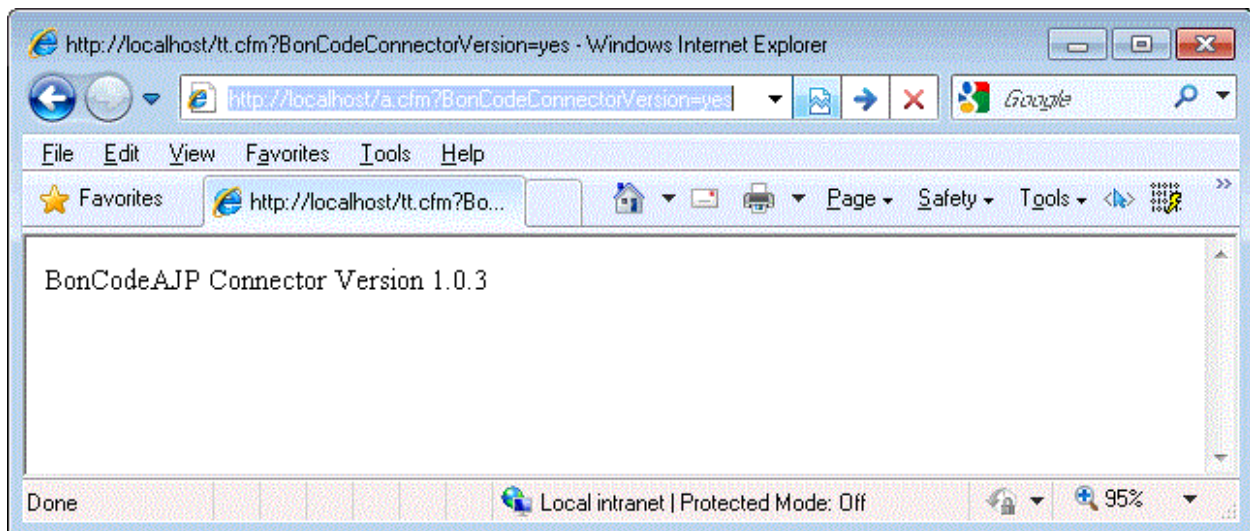 http://localhost/tt.cfm?BonCodeConnectorVersion=yes - Windows Internet Explorer
http://localhost/a.cfm?BonCodeConnectorVersion=yes
Google
File Edit View Favorites Tools Help
Favorites http://localhost/tt.cfm?Bo... Page Safety Tools »
BonCodeAJP Connector Version 1.0.3
Done Local intranet | Protected Mode: Off 95%